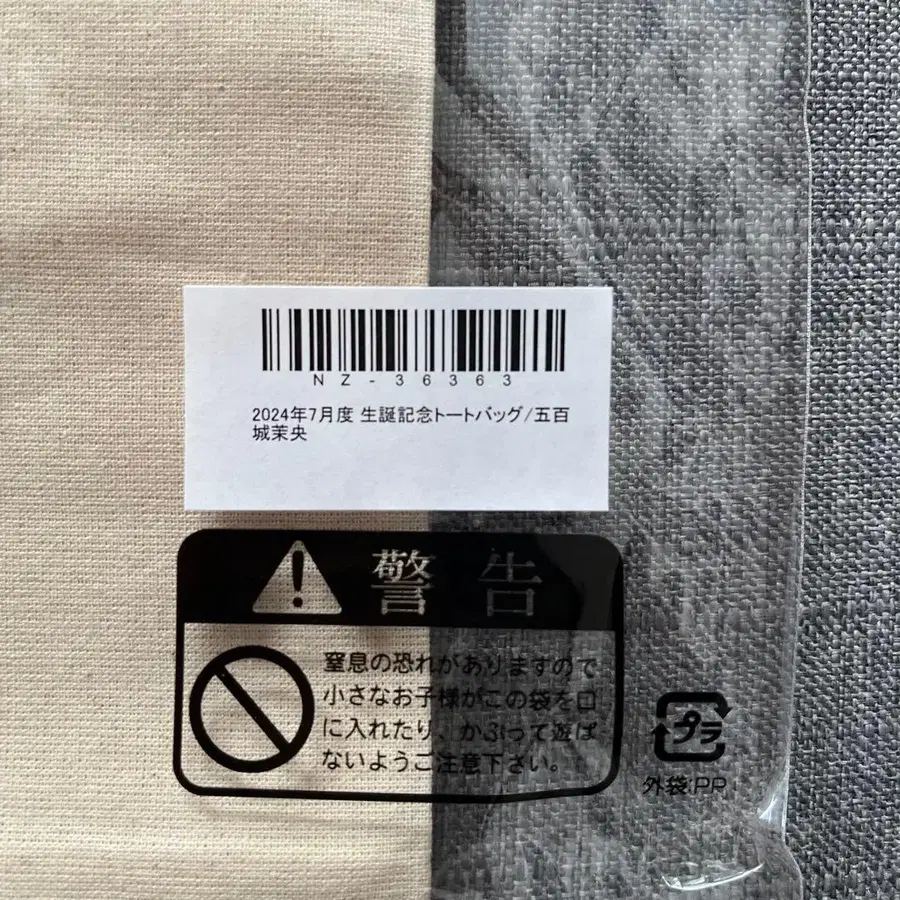 NZ-36363
2024年7月度 生誕記念トートバッグ/五百
城茉央
警告
窒息の恐れがありますので
小さなお子様がこの袋を口
に入れたり、かぶって遊ば
ないようご注意下さい。
プラ
外袋:PP